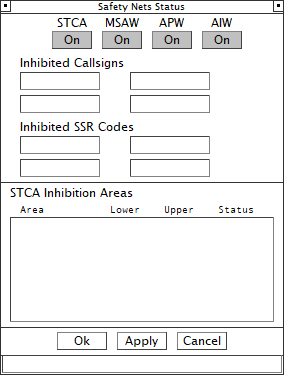 Safety Nets Status
STCA MSAW APW AIW
On On On On
Inhibited Callsigns
Inhibited SSR Codes
STCA Inhibition Areas
Area Lower Upper Status
Ok Apply Cancel